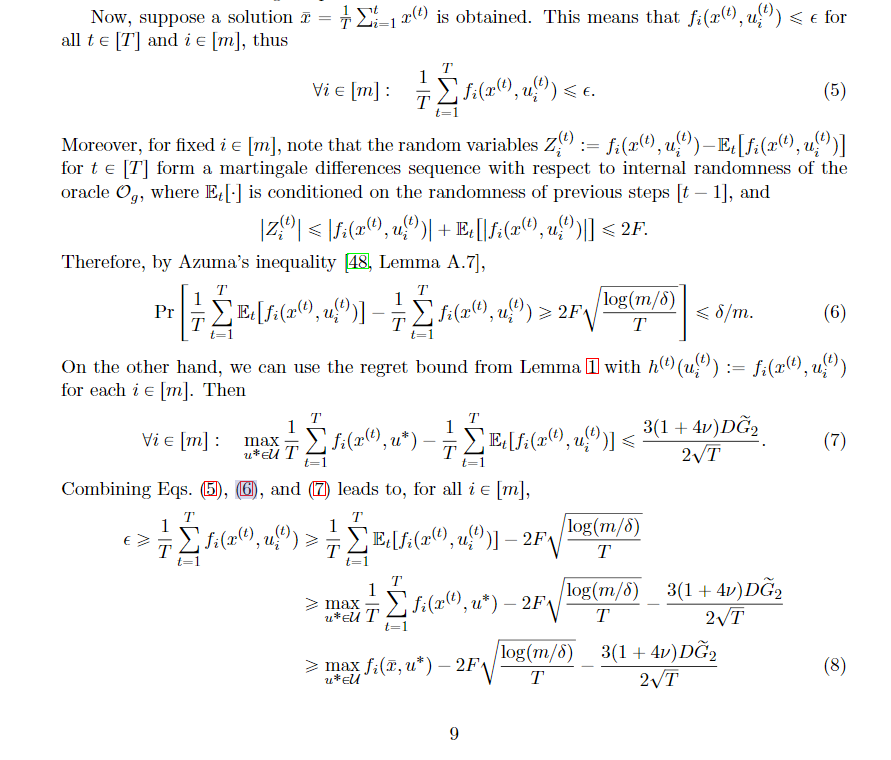 Now, suppose a solution x̄ = 1/T ∑_{i=1}^{t} x^{(t)} is obtained. This means that f_i(x^{(t)}, u_i^{(t)}) ⩽ ϵ for
all t ∈ [T] and i ∈ [m], thus
∀i ∈ [m] : 1/T ∑_{t=1}^{T} f_i(x^{(t)}, u_i^{(t)}) ⩽ ϵ. (5)
Moreover, for fixed i ∈ [m], note that the random variables Z_i^{(t)} := f_i(x^{(t)}, u_i^{(t)}) − 𝔼_t[f_i(x^{(t)}, u_i^{(t)})]
for t ∈ [T] form a martingale differences sequence with respect to internal randomness of the
oracle 𝒪_g, where 𝔼_t[·] is conditioned on the randomness of previous steps [t − 1], and
|Z_i^{(t)}| ⩽ |f_i(x^{(t)}, u_i^{(t)})| + 𝔼_t[|f_i(x^{(t)}, u_i^{(t)})|] ⩽ 2F.
Therefore, by Azuma's inequality [48, Lemma A.7],
Pr[1/T ∑_{t=1}^{T} 𝔼_t[f_i(x^{(t)}, u_i^{(t)})] − 1/T ∑_{t=1}^{T} f_i(x^{(t)}, u_i^{(t)}) ⩾ 2F√(log(m/δ)/T)] ⩽ δ/m. (6)
On the other hand, we can use the regret bound from Lemma 1 with h^{(t)}(u_i^{(t)}) := f_i(x^{(t)}, u_i^{(t)})
for each i ∈ [m]. Then
∀i ∈ [m] : max_{u*∈𝒰} 1/T ∑_{t=1}^{T} f_i(x^{(t)}, u*) − 1/T ∑_{t=1}^{T} 𝔼_t[f_i(x^{(t)}, u_i^{(t)})] ⩽ 3(1 + 4ν)DG̃_2/(2√T). (7)
Combining Eqs. (5), (6), and (7) leads to, for all i ∈ [m],
ϵ ⩾ 1/T ∑_{t=1}^{T} f_i(x^{(t)}, u_i^{(t)}) ⩾ 1/T ∑_{t=1}^{T} 𝔼_t[f_i(x^{(t)}, u_i^{(t)})] − 2F√(log(m/δ)/T)
⩾ max_{u*∈𝒰} 1/T ∑_{t=1}^{T} f_i(x^{(t)}, u*) − 2F√(log(m/δ)/T) − 3(1 + 4ν)DG̃_2/(2√T)
⩾ max_{u*∈𝒰} f_i(x̄, u*) − 2F√(log(m/δ)/T) − 3(1 + 4ν)DG̃_2/(2√T) (8)
9